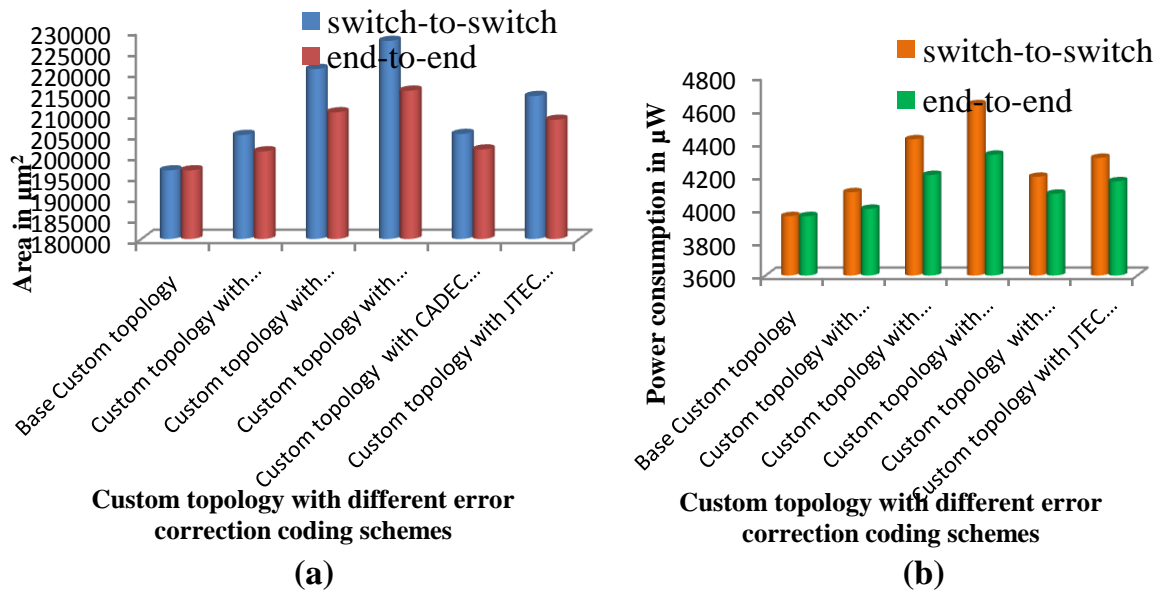 switch-to-switch
end-to-end
230000
225000
220000
215000
210000
205000
200000
195000
190000
185000
180000
Area in µm²
Base Custom topology
Custom topology with...
Custom topology with...
Custom topology with...
Custom topology with CADEC...
Custom topology with JTEC...
Custom topology with different error
correction coding schemes
(a)
switch-to-switch
end-to-end
4800
4600
4400
4200
4000
3800
3600
Power consumption in µW
Base Custom topology
Custom topology with...
Custom topology with...
Custom topology with...
Custom topology with...
Custom topology with JTEC...
Custom topology with different error
correction coding schemes
(b)